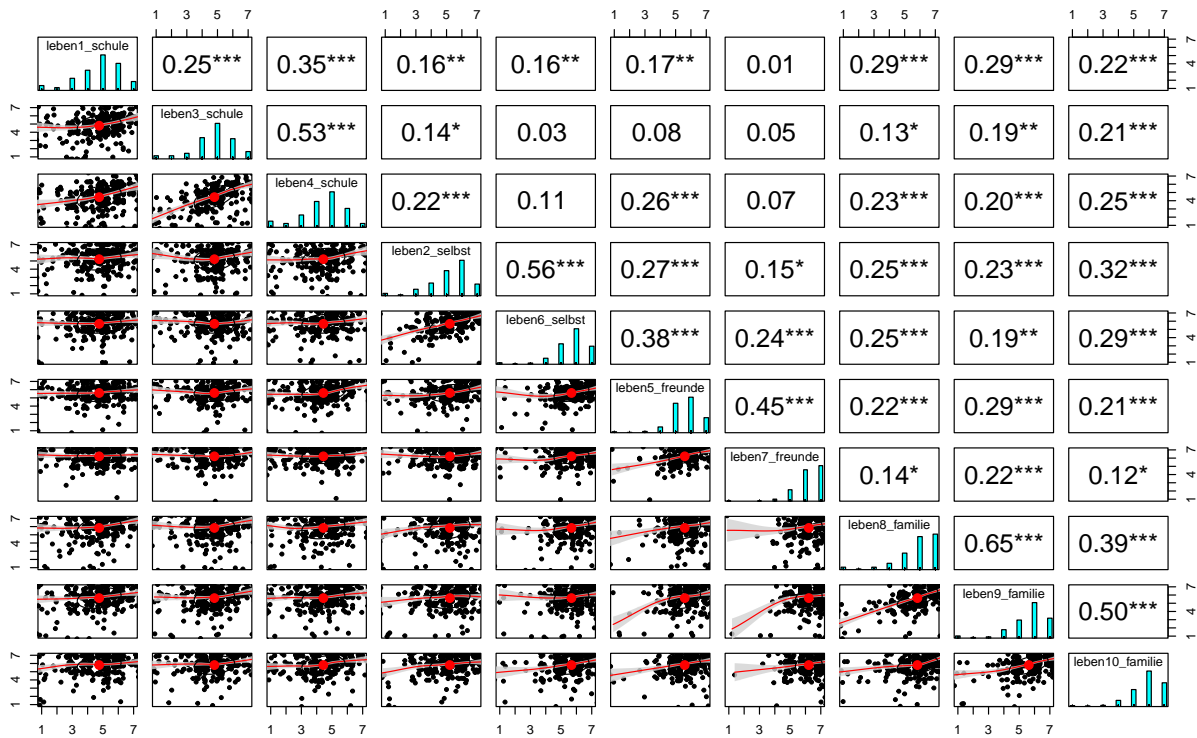 1 3 5 7 1 3 5 7 1 3 5 7 1 3 5 7 1 3 5 7
leben1_schule 0.25*** 0.35*** 0.16** 0.16** 0.17** 0.01 0.29*** 0.29*** 0.22*** 1 4 7
1 4 7 leben3_schule 0.53*** 0.14* 0.03 0.08 0.05 0.13* 0.19** 0.21***
leben4_schule 0.22*** 0.11 0.26*** 0.07 0.23*** 0.20*** 0.25*** 1 4 7
1 4 7 leben2_selbst 0.56*** 0.27*** 0.15* 0.25*** 0.23*** 0.32***
leben6_selbst 0.38*** 0.24*** 0.25*** 0.19** 0.29*** 1 4 7
1 4 7 leben5_freunde 0.45*** 0.22*** 0.29*** 0.21***
leben7_freunde 0.14* 0.22*** 0.12* 1 4 7
1 4 7 leben8_familie 0.65*** 0.39***
leben9_familie 0.50*** 1 4 7
1 4 7 leben10_familie
1 3 5 7 1 3 5 7 1 3 5 7 1 3 5 7 1 3 5 7